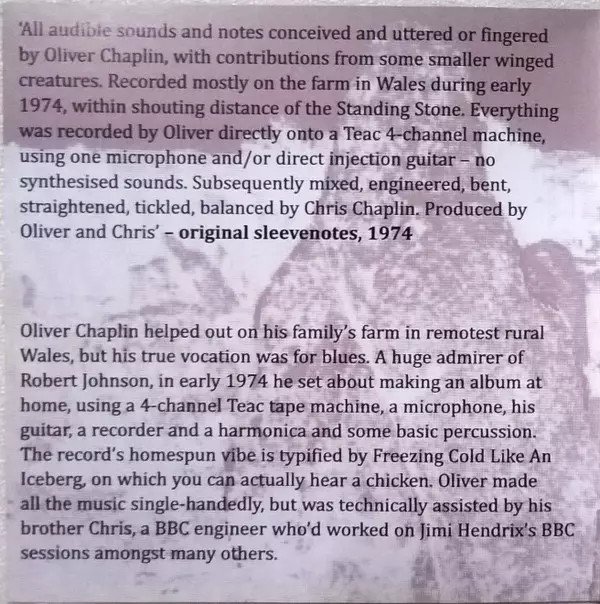 'All audible sounds and notes conceived and uttered or fingered
by Oliver Chaplin, with contributions from some smaller winged
creatures. Recorded mostly on the farm in Wales during early
1974, within shouting distance of the Standing Stone. Everything
was recorded by Oliver directly onto a Teac 4-channel machine,
using one microphone and/or direct injection guitar – no
synthesised sounds. Subsequently mixed, engineered, bent,
straightened, tickled, balanced by Chris Chaplin. Produced by
Oliver and Chris' – original sleevenotes, 1974
Oliver Chaplin helped out on his family's farm in remotest rural
Wales, but his true vocation was for blues. A huge admirer of
Robert Johnson, in early 1974 he set about making an album at
home, using a 4-channel Teac tape machine, a microphone, his
guitar, a recorder and a harmonica and some basic percussion.
The record's homespun vibe is typified by Freezing Cold Like An
Iceberg, on which you can actually hear a chicken. Oliver made
all the music single-handedly, but was technically assisted by his
brother Chris, a BBC engineer who'd worked on Jimi Hendrix's BBC
sessions amongst many others.